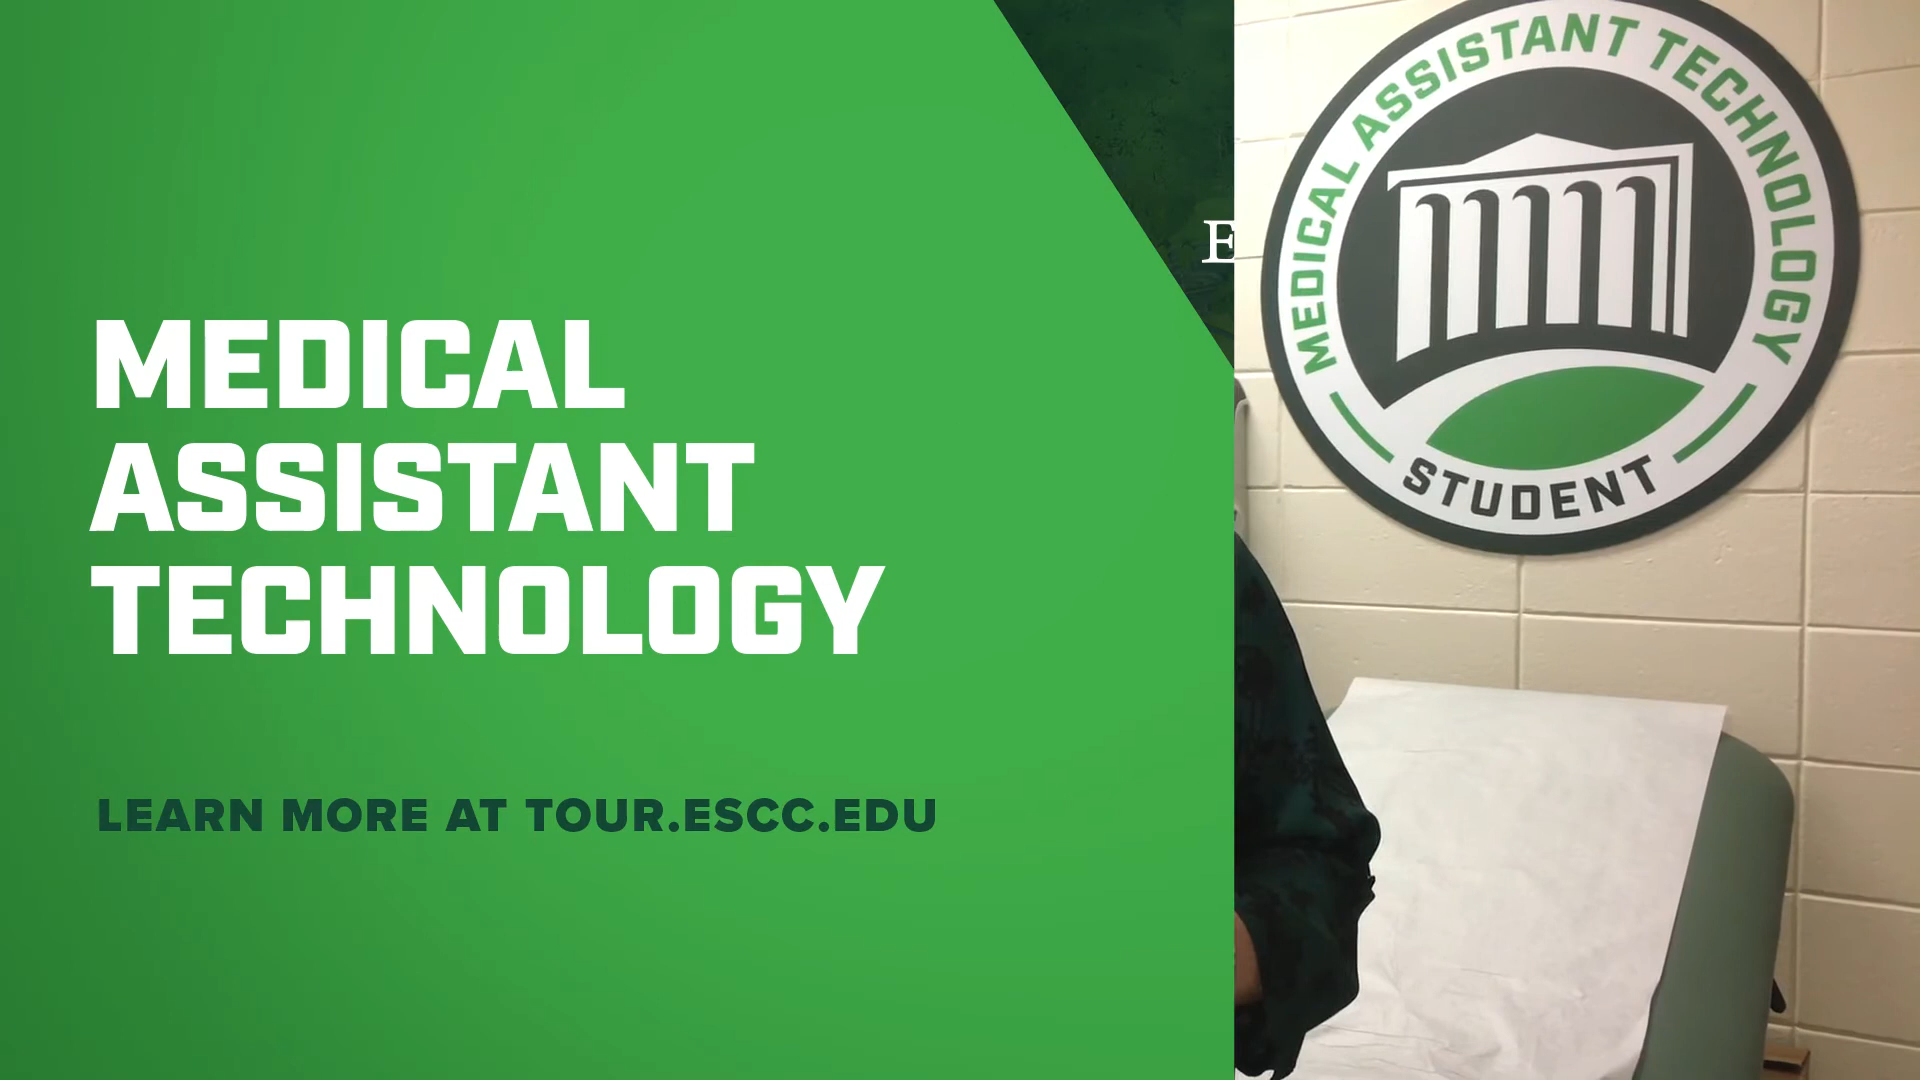 MEDICAL
ASSISTANT
TECHNOLOGY
LEARN MORE AT TOUR.ESCC.EDU
E
MEDICAL ASSISTANT TECHNOLOGY
STUDENT